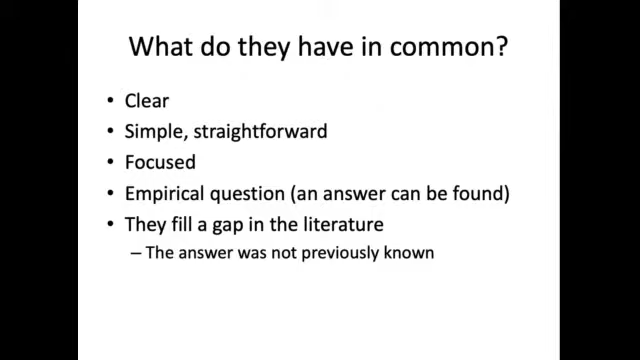 What do they have in common?
• Clear
• Simple, straightforward
• Focused
• Empirical question (an answer can be found)
• They fill a gap in the literature
– The answer was not previously known